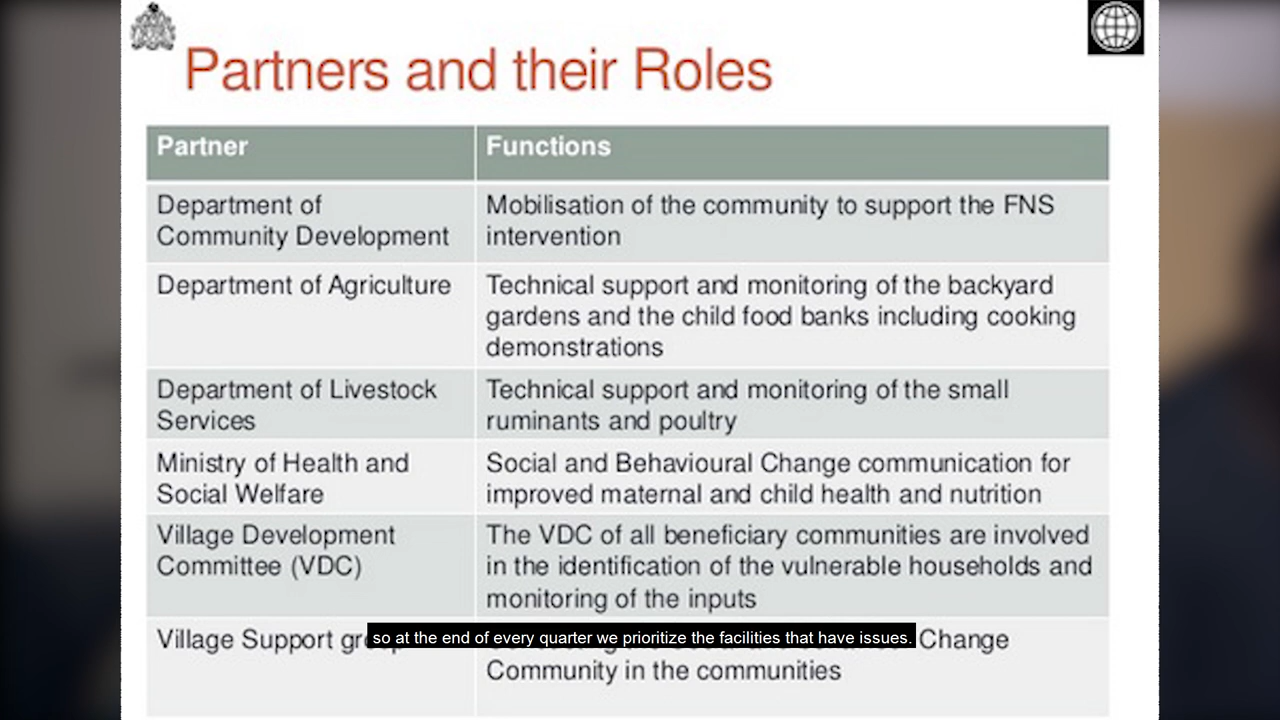 Partners and their Roles
Partner
Functions
Department of
Community Development
Mobilisation of the community to support the FNS
intervention
Department of Agriculture
Technical support and monitoring of the backyard
gardens and the child food banks including cooking
demonstrations
Department of Livestock
Services
Technical support and monitoring of the small
ruminants and poultry
Ministry of Health and
Social Welfare
Social and Behavioural Change communication for
improved maternal and child health and nutrition
Village Development
Committee (VDC)
The VDC of all beneficiary communities are involved
in the identification of the vulnerable households and
monitoring of the inputs
Village Support
Change
Community in the communities
so at the end of every quarter we prioritize the facilities that have issues.